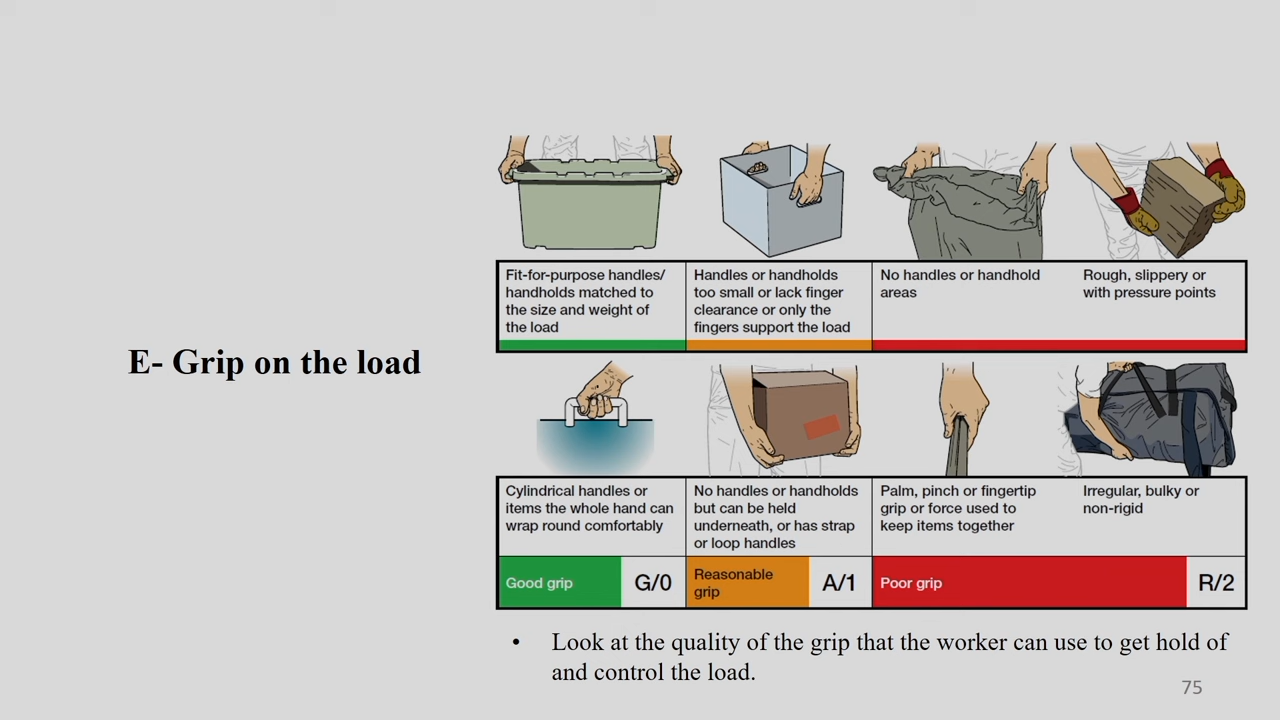 E- Grip on the load
Fit-for-purpose handles/
handholds matched to
the size and weight of
the load
Handles or handholds
too small or lack finger
clearance or only the
fingers support the load
No handles or handhold
areas
Rough, slippery or
with pressure points
Cylindrical handles or
items the whole hand can
wrap round comfortably
No handles or handholds
but can be held
underneath, or has strap
or loop handles
Palm, pinch or fingertip
grip or force used to
keep items together
Irregular, bulky or
non-rigid
Good grip
G/0
Reasonable
grip
A/1
Poor grip
R/2
• Look at the quality of the grip that the worker can use to get hold of
and control the load.
75